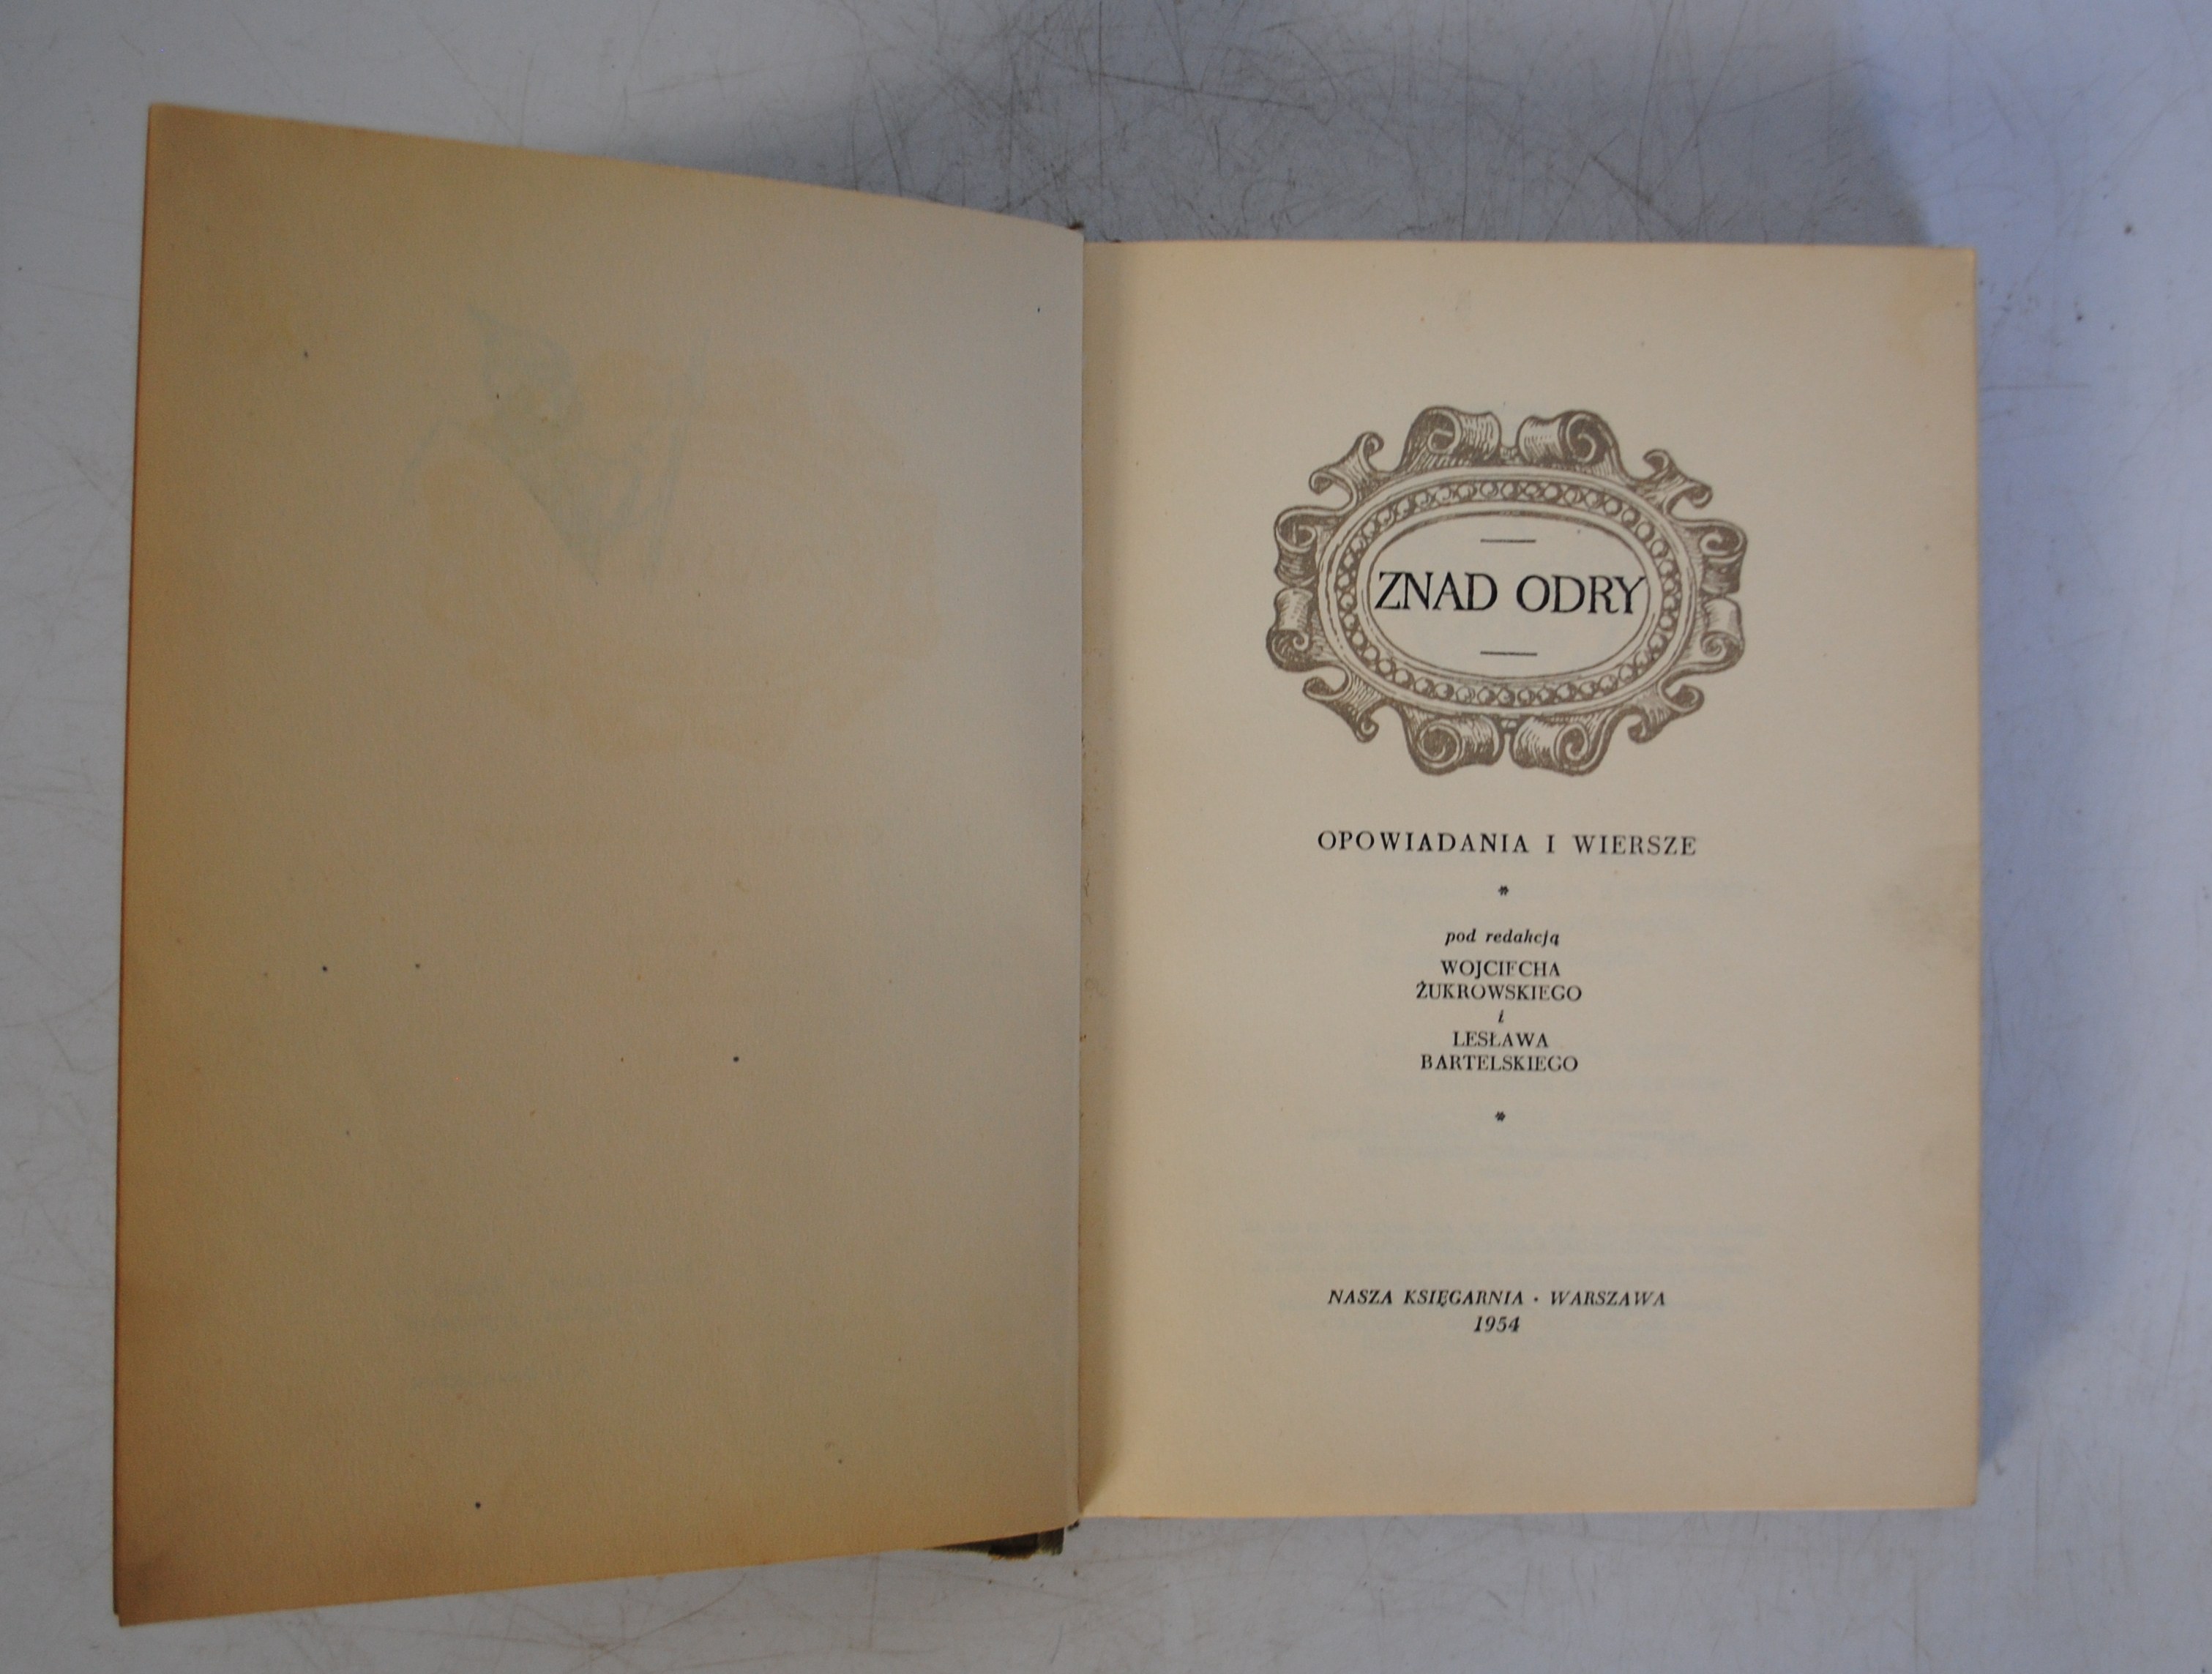 ZNAD ODRY
OPOWIADANIA I WIERSZE
*
pod redakcją
WOJCIECHA
ŻUKROWSKIEGO
i
LESŁAWA
BARTELSKIEGO
*
NASZA KSIĘGARNIA · WARSZAWA
1954